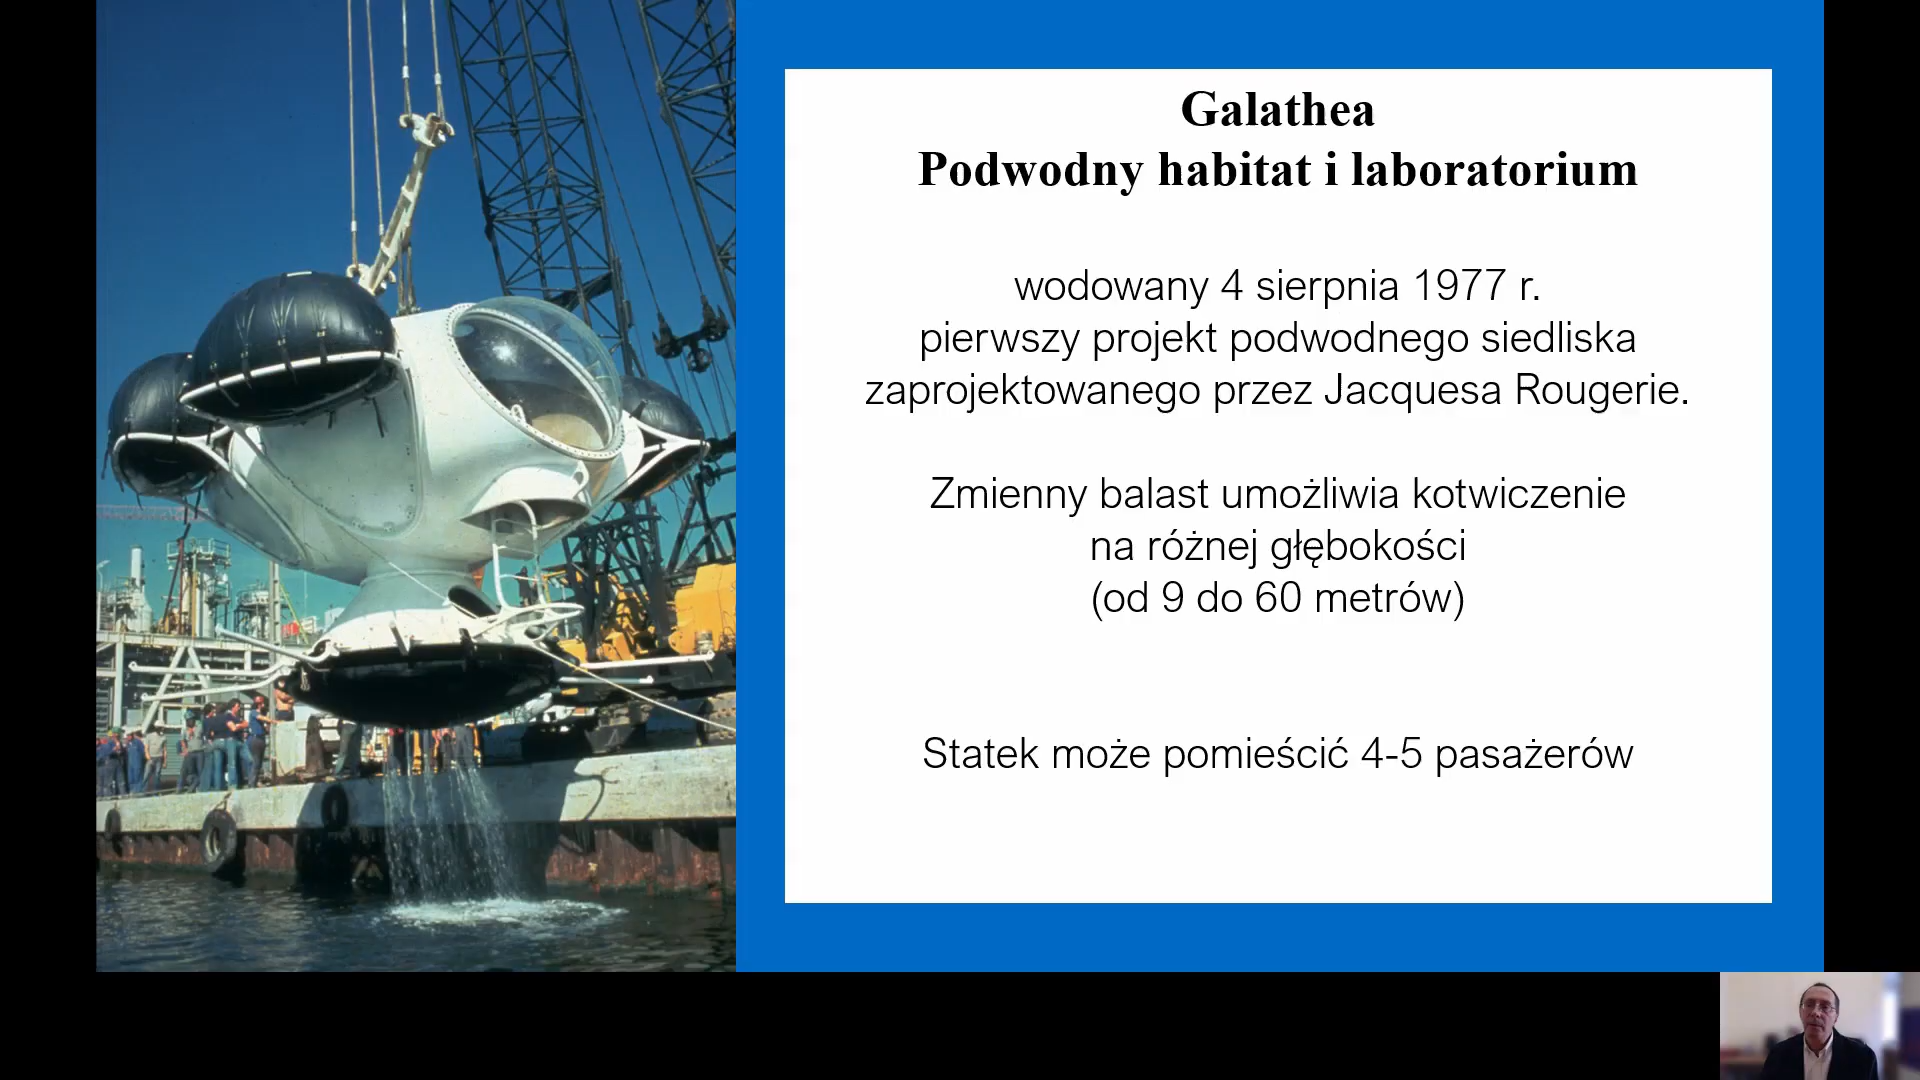 Galathea
Podwodny habitat i laboratorium
wodowany 4 sierpnia 1977 r.
pierwszy projekt podwodnego siedliska
zaprojektowanego przez Jacquesa Rougerie.
Zmienny balast umożliwia kotwiczenie
na różnej głębokości
(od 9 do 60 metrów)
Statek może pomieścić 4-5 pasażerów